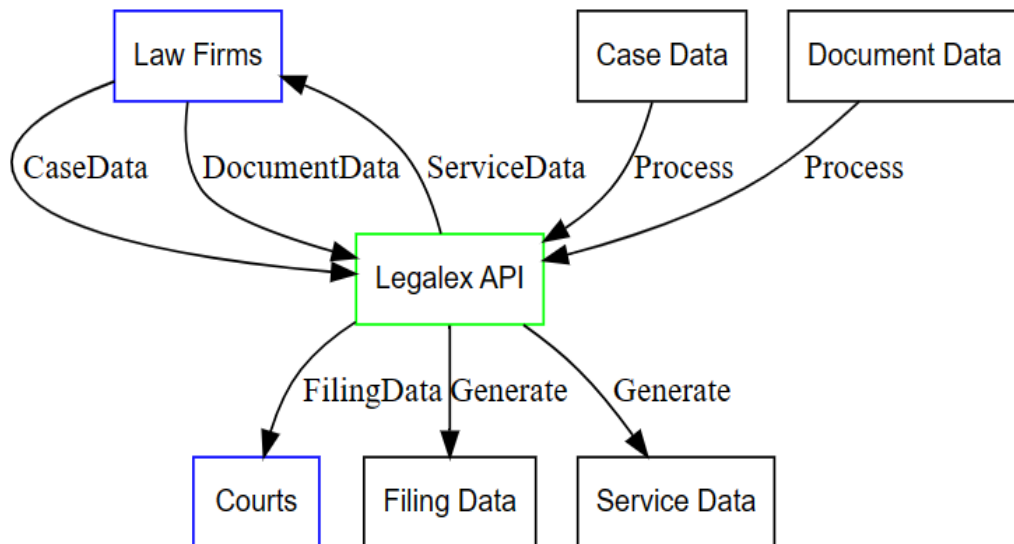 Law Firms
Case Data
Document Data
CaseData
DocumentData
ServiceData
Process
Process
Legalex API
FilingData
Generate
Generate
Courts
Filing Data
Service Data